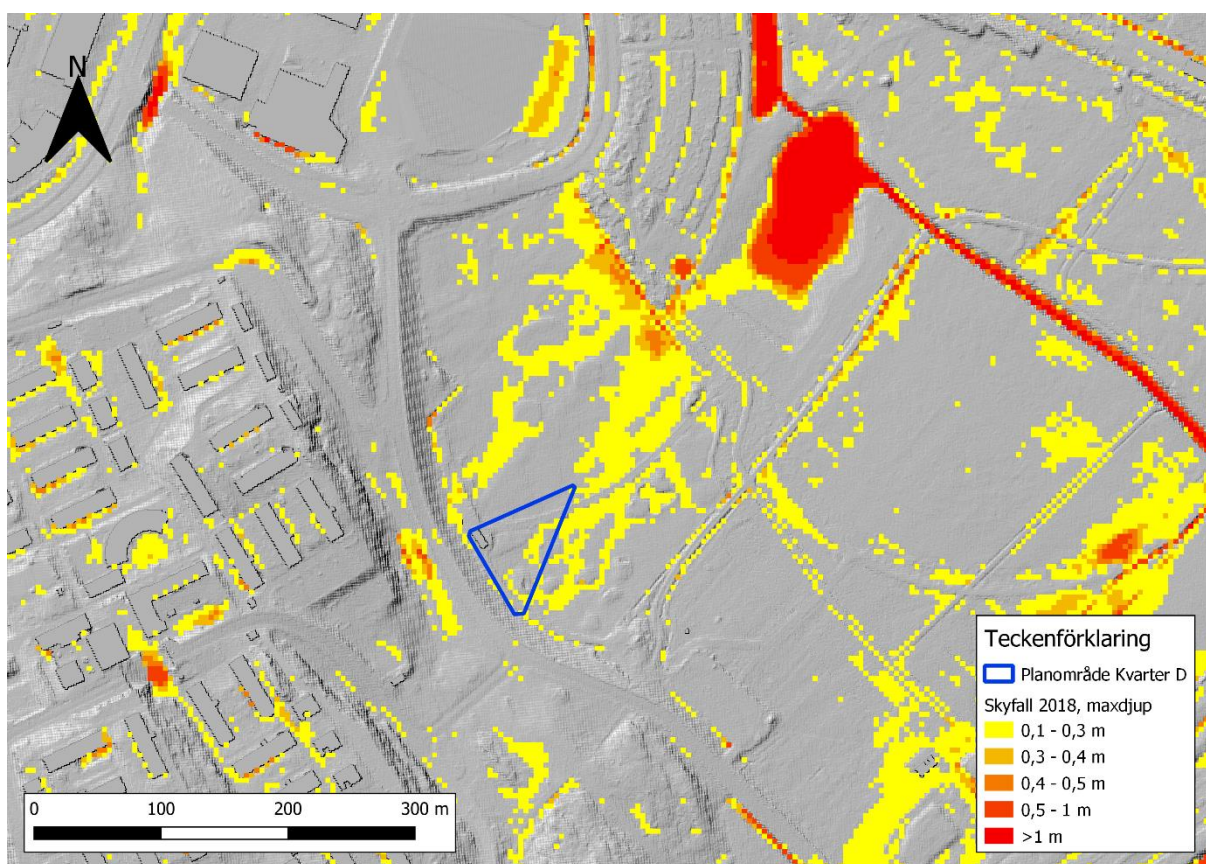 N
Teckenförklaring
Planområde Kvarter D
Skyfall 2018, maxdjup
0,1 - 0,3 m
0,3 - 0,4 m
0,4 - 0,5 m
0,5 - 1 m
>1 m
0 100 200 300 m